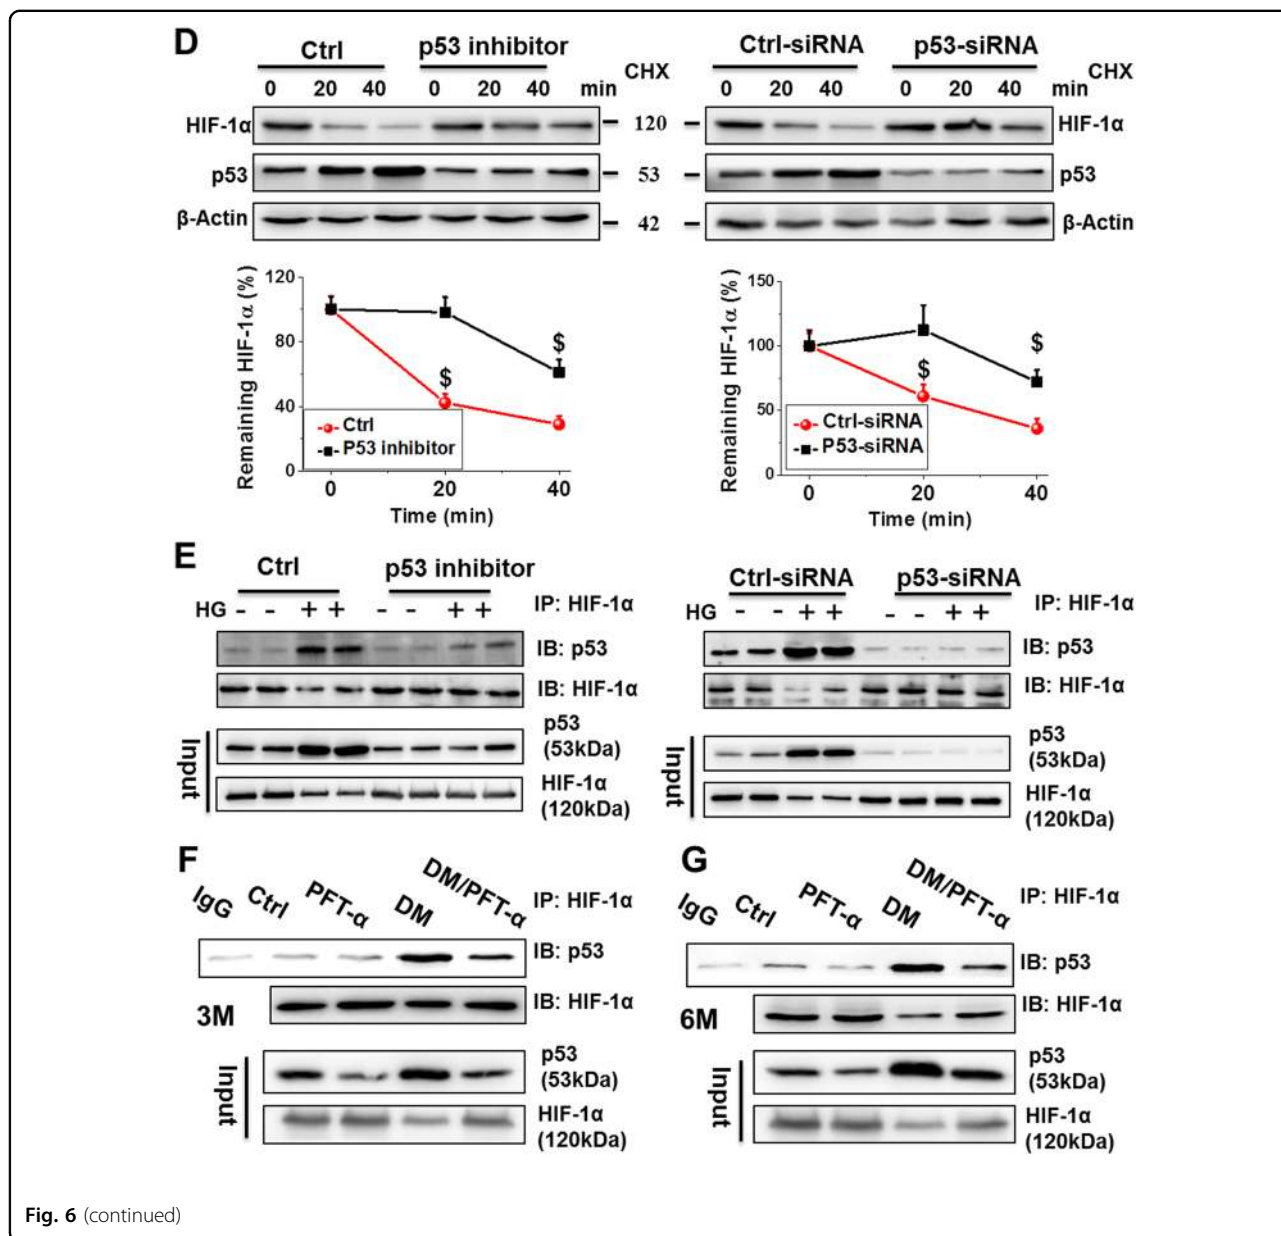 D
Ctrl p53 inhibitor CHX
0 20 40 0 20 40 min
HIF-1α 120
p53 53
β-Actin 42
Ctrl-siRNA p53-siRNA CHX
0 20 40 0 20 40 min
HIF-1α
p53
β-Actin
Remaining HIF-1α (%)
120
80
40
0
$
$
Ctrl
P53 inhibitor
0 20 40
Time (min)
Remaining HIF-1α (%)
150
100
50
0
$
$
Ctrl-siRNA
P53-siRNA
0 20 40
Time (min)
E
Ctrl p53 inhibitor
HG - - + + - - + + IP: HIF-1α
IB: p53
IB: HIF-1α
Input
p53
(53kDa)
HIF-1α
(120kDa)
Ctrl-siRNA p53-siRNA
HG - - + + - - + + IP: HIF-1α
IB: p53
IB: HIF-1α
Input
p53
(53kDa)
HIF-1α
(120kDa)
F
IgG Ctrl PFT-α DM DM/PFT-α IP: HIF-1α
IB: p53
IB: HIF-1α
3M
Input
p53
(53kDa)
HIF-1α
(120kDa)
G
IgG Ctrl PFT-α DM DM/PFT-α IP: HIF-1α
IB: p53
IB: HIF-1α
6M
Input
p53
(53kDa)
HIF-1α
(120kDa)
Fig. 6 (continued)